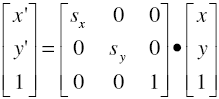 [x'] = [s_x 0 0] • [x]
[y'] = [0 s_y 0] • [y]
[1] = [0 0 1] • [1]